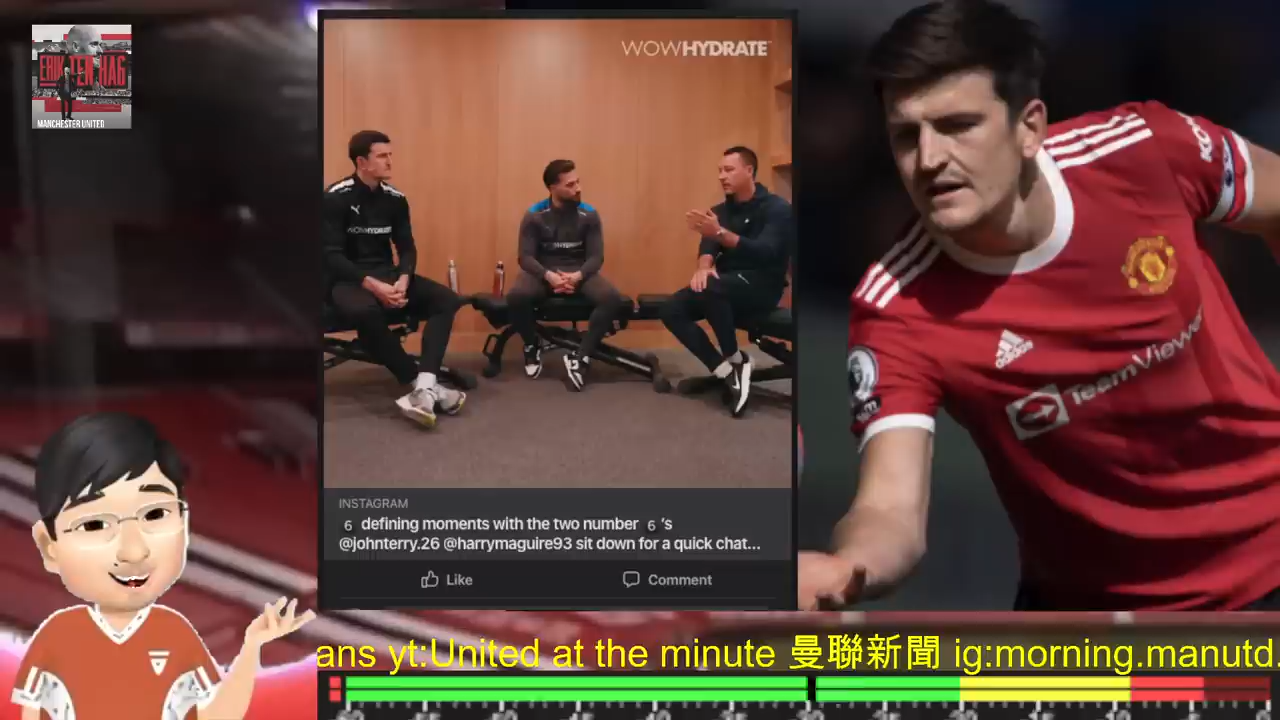 ERIK TEN HAG
MANCHESTER UNITED
WOWHYDRATE
WOWHYDRATE
KOH
adidas
TeamViewer
INSTAGRAM
6 defining moments with the two number 6 's
@johnterry.26 @harrymaguire93 sit down for a quick chat...
Like
Comment
ans yt:United at the minute 曼聯新聞 ig:morning.manutd.